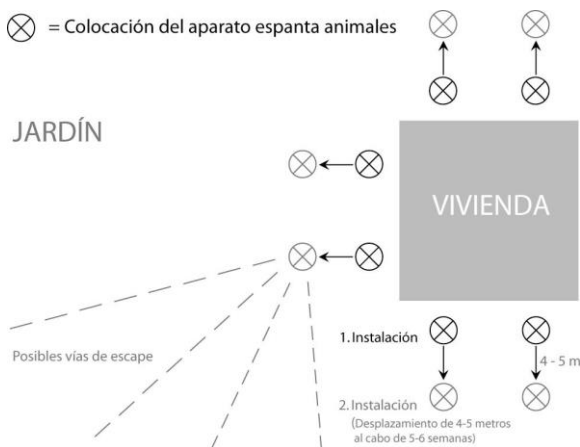 = Colocación del aparato espanta animales
JARDÍN
VIVIENDA
1. Instalación
4 - 5 m
Posibles vías de escape
2. Instalación
(Desplazamiento de 4-5 metros
al cabo de 5-6 semanas)